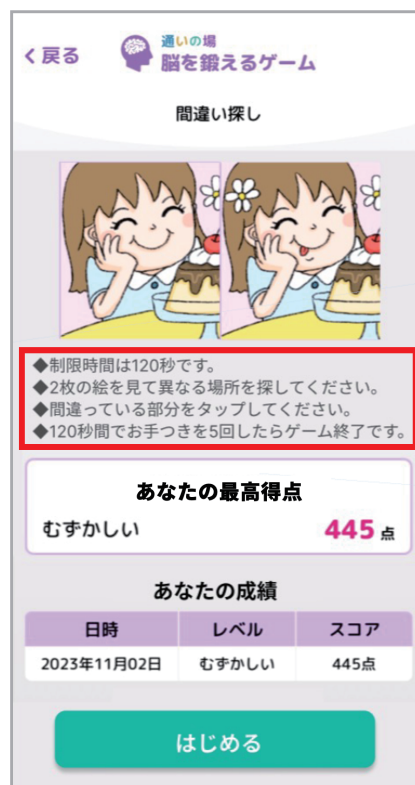 く戻る
通いの場
脳を鍛えるゲーム
間違い探し
◆制限時間は120秒です。
◆2枚の絵を見て異なる場所を探してください。
◆間違っている部分をタップしてください。
◆120秒間でお手つきを5回したらゲーム終了です。
あなたの最高得点
むずかしい 445 点
あなたの成績
日時 レベル スコア
2023年11月02日 むずかしい 445点
はじめる